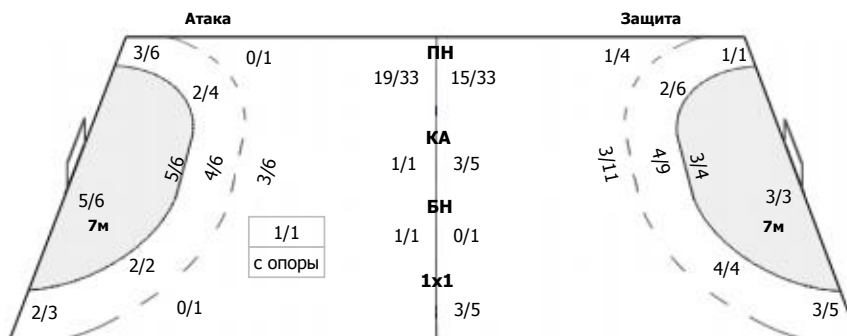 Атака Защита
3/6 0/1 ПН 1/4 1/1
19/33 15/33
2/4 2/6
КА
5/6 4/6 3/6 1/1 3/5 3/11 4/9 3/4
5/6 БН 3/3
7м 1/1 1/1 0/1 7м
2/2 с опоры 4/4
1x1
2/3 0/1 3/5 3/5